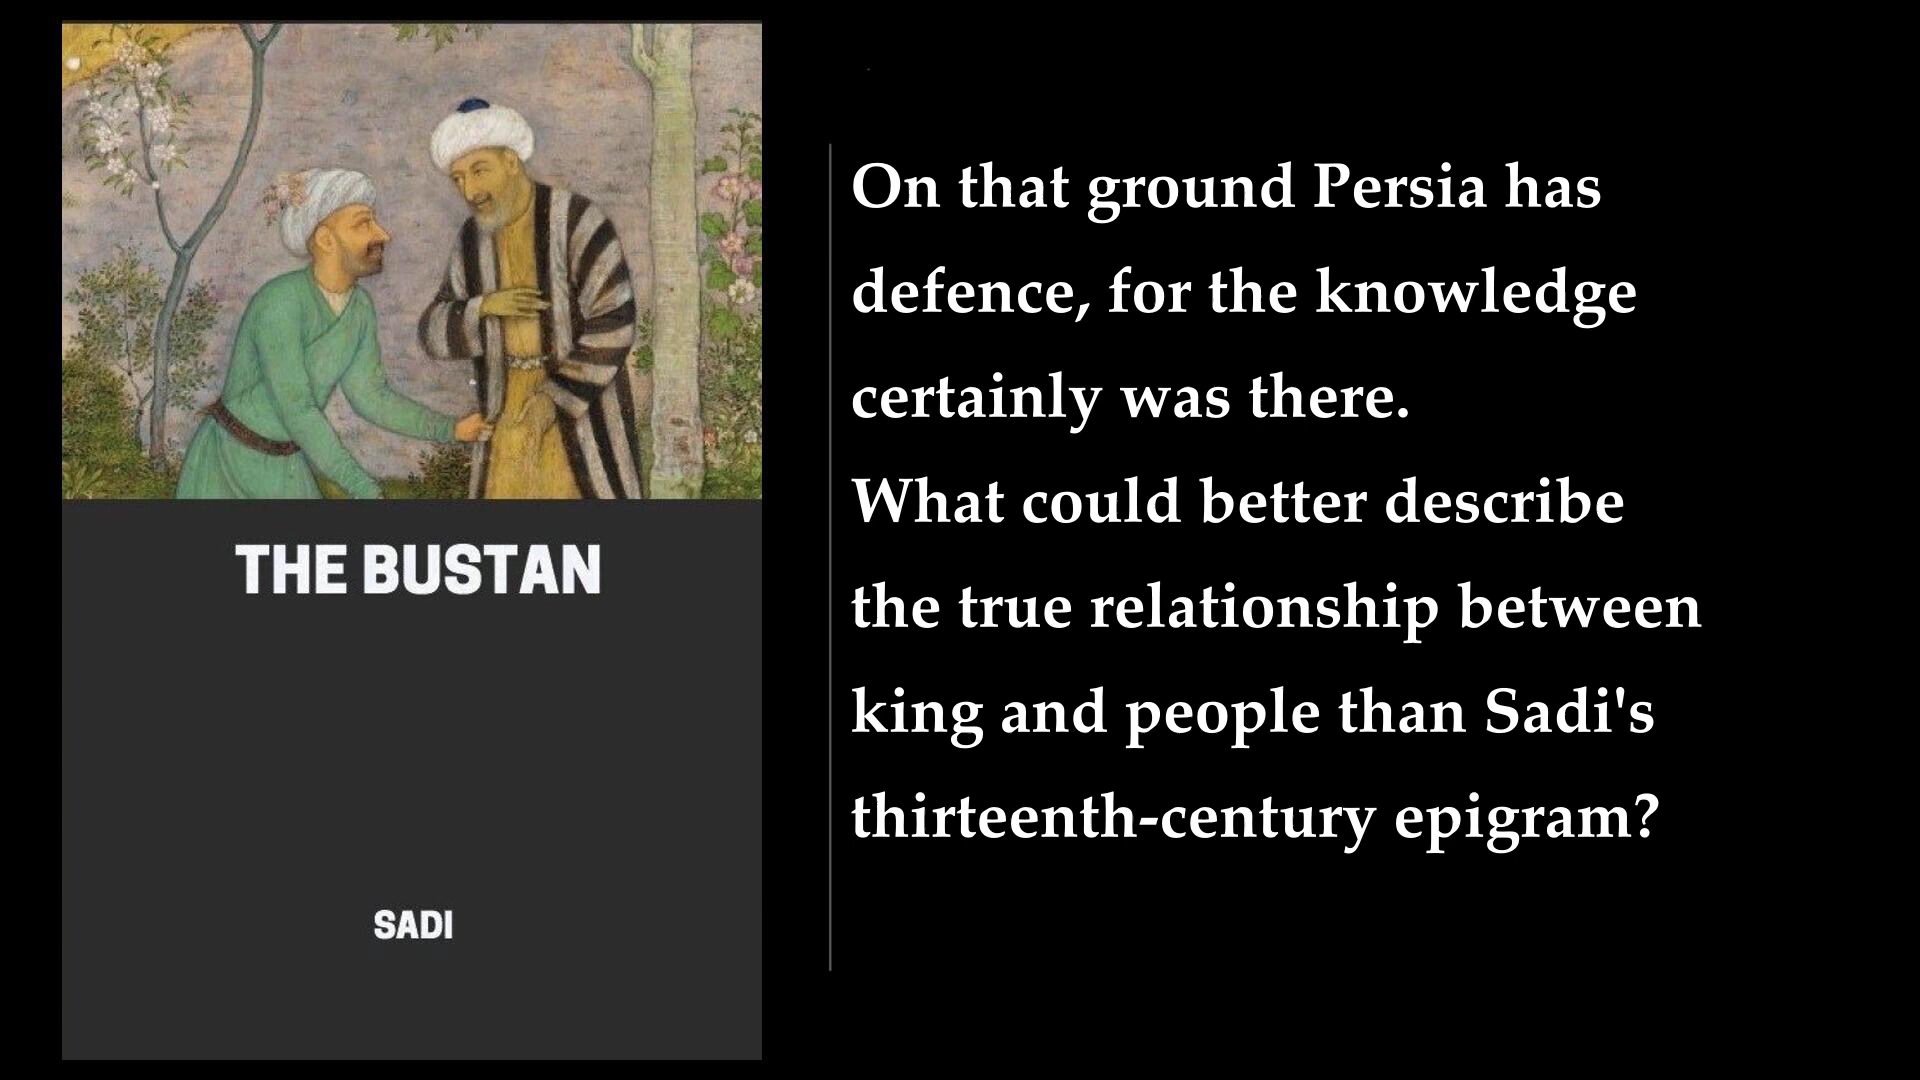 THE BUSTAN
SADI
On that ground Persia has
defence, for the knowledge
certainly was there.
What could better describe
the true relationship between
king and people than Sadi's
thirteenth-century epigram?